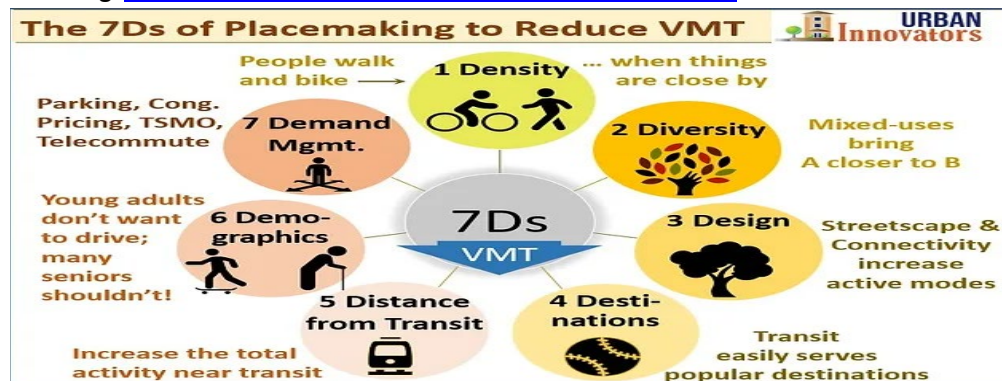 The 7Ds of Placemaking to Reduce VMT
URBAN
Innovators
People walk
and bike
1 Density
... when things
are close by
Parking, Cong.
Pricing, TSMO,
Telecommute
7 Demand
Mgmt.
2 Diversity
Mixed-uses
bring
A closer to B
Young adults
don't want
to drive;
many
seniors
shouldn't!
6 Demo-
graphics
7Ds
VMT
3 Design
Streetscape &
Connectivity
increase
active modes
5 Distance
from Transit
4 Desti-
nations
Increase the total
activity near transit
Transit
easily serves
popular destinations